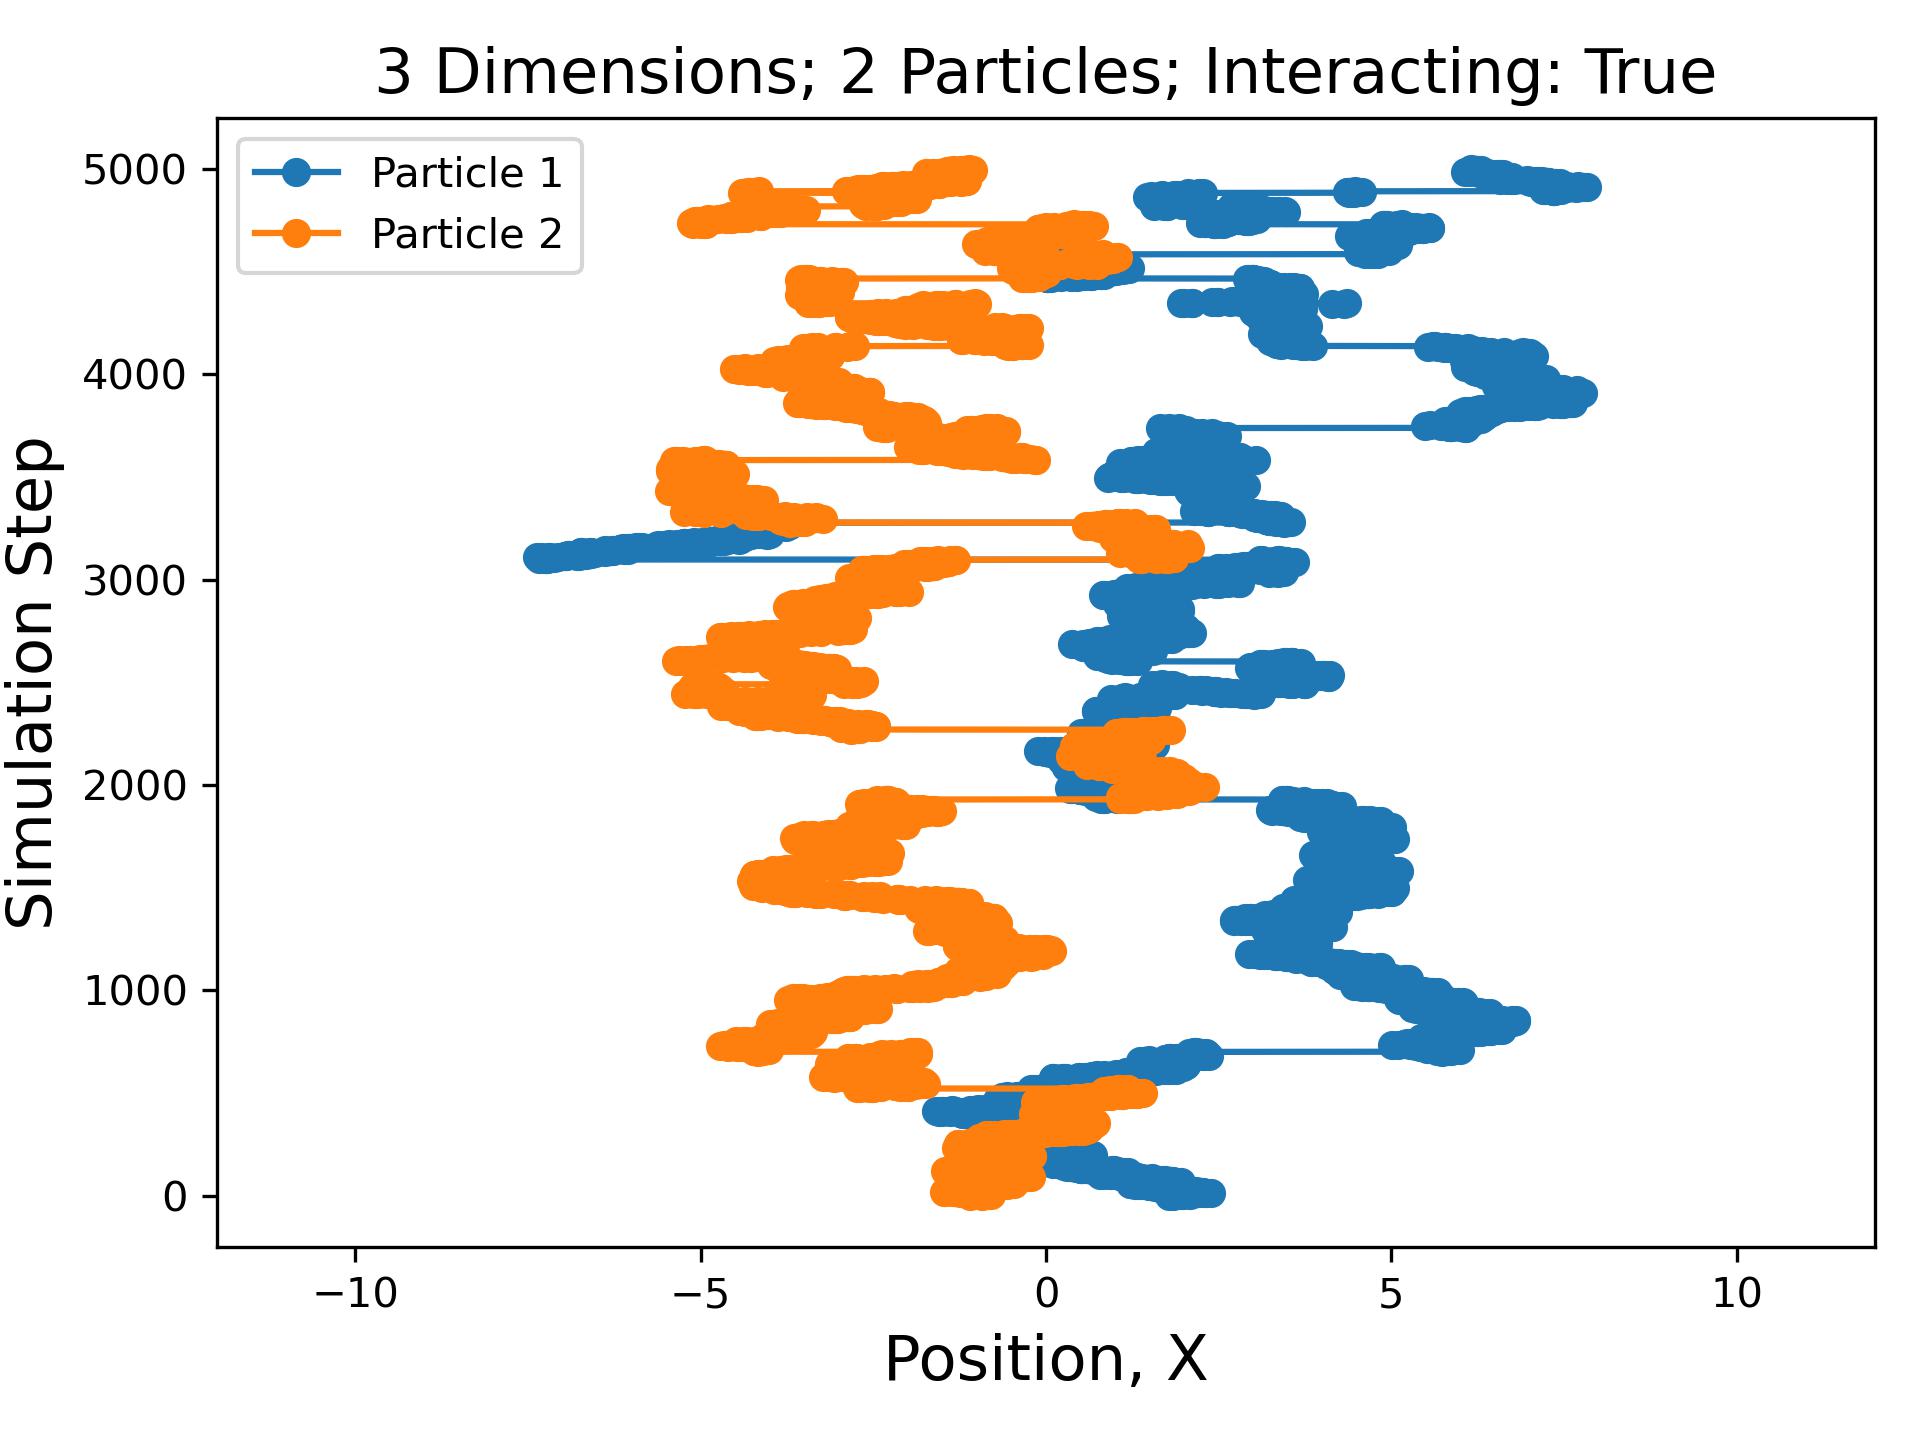 3 Dimensions; 2 Particles; Interacting: True
Particle 1
Particle 2
Simulation Step
5000
4000
3000
2000
1000
0
−10
−5
0
5
10
Position, X